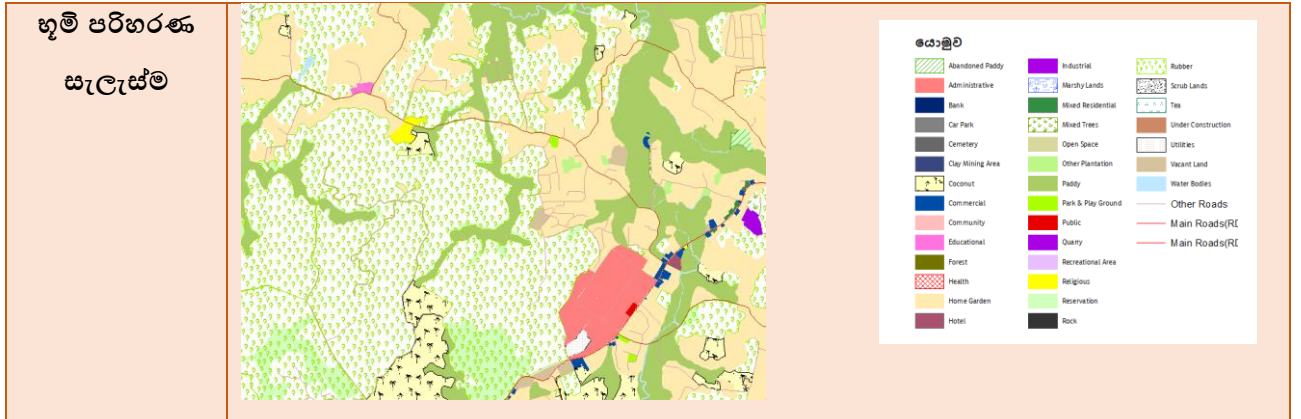 භූමි පරිහරණ
සැලැස්ම
යොමුව
Abandoned Paddy
Administrative
Bank
Car Park
Cemetery
Clay Mining Area
Coconut
Commercial
Community
Educational
Forest
Health
Home Garden
Hotel
Industrial
Marshy Lands
Mixed Residential
Mixed Trees
Open Space
Other Plantation
Paddy
Park & Play Ground
Public
Quarry
Recreational Area
Religious
Reservation
Rock
Rubber
Scrub Lands
Tea
Under Construction
Utilities
Vacant Land
Water Bodies
Other Roads
Main Roads(RD
Main Roads(RD